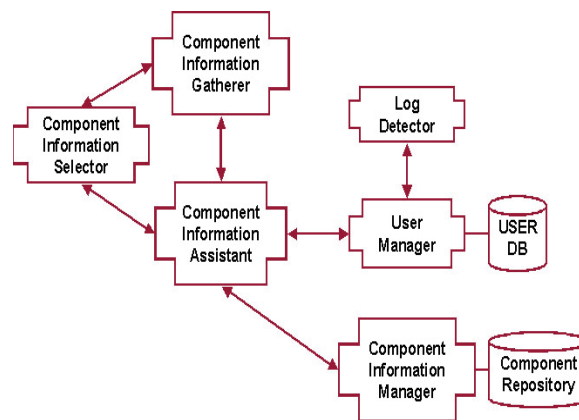 Component
Information
Gatherer
Component
Information
Selector
Log
Detector
Component
Information
Assistant
User
Manager
USER
DB
Component
Information
Manager
Component
Repository